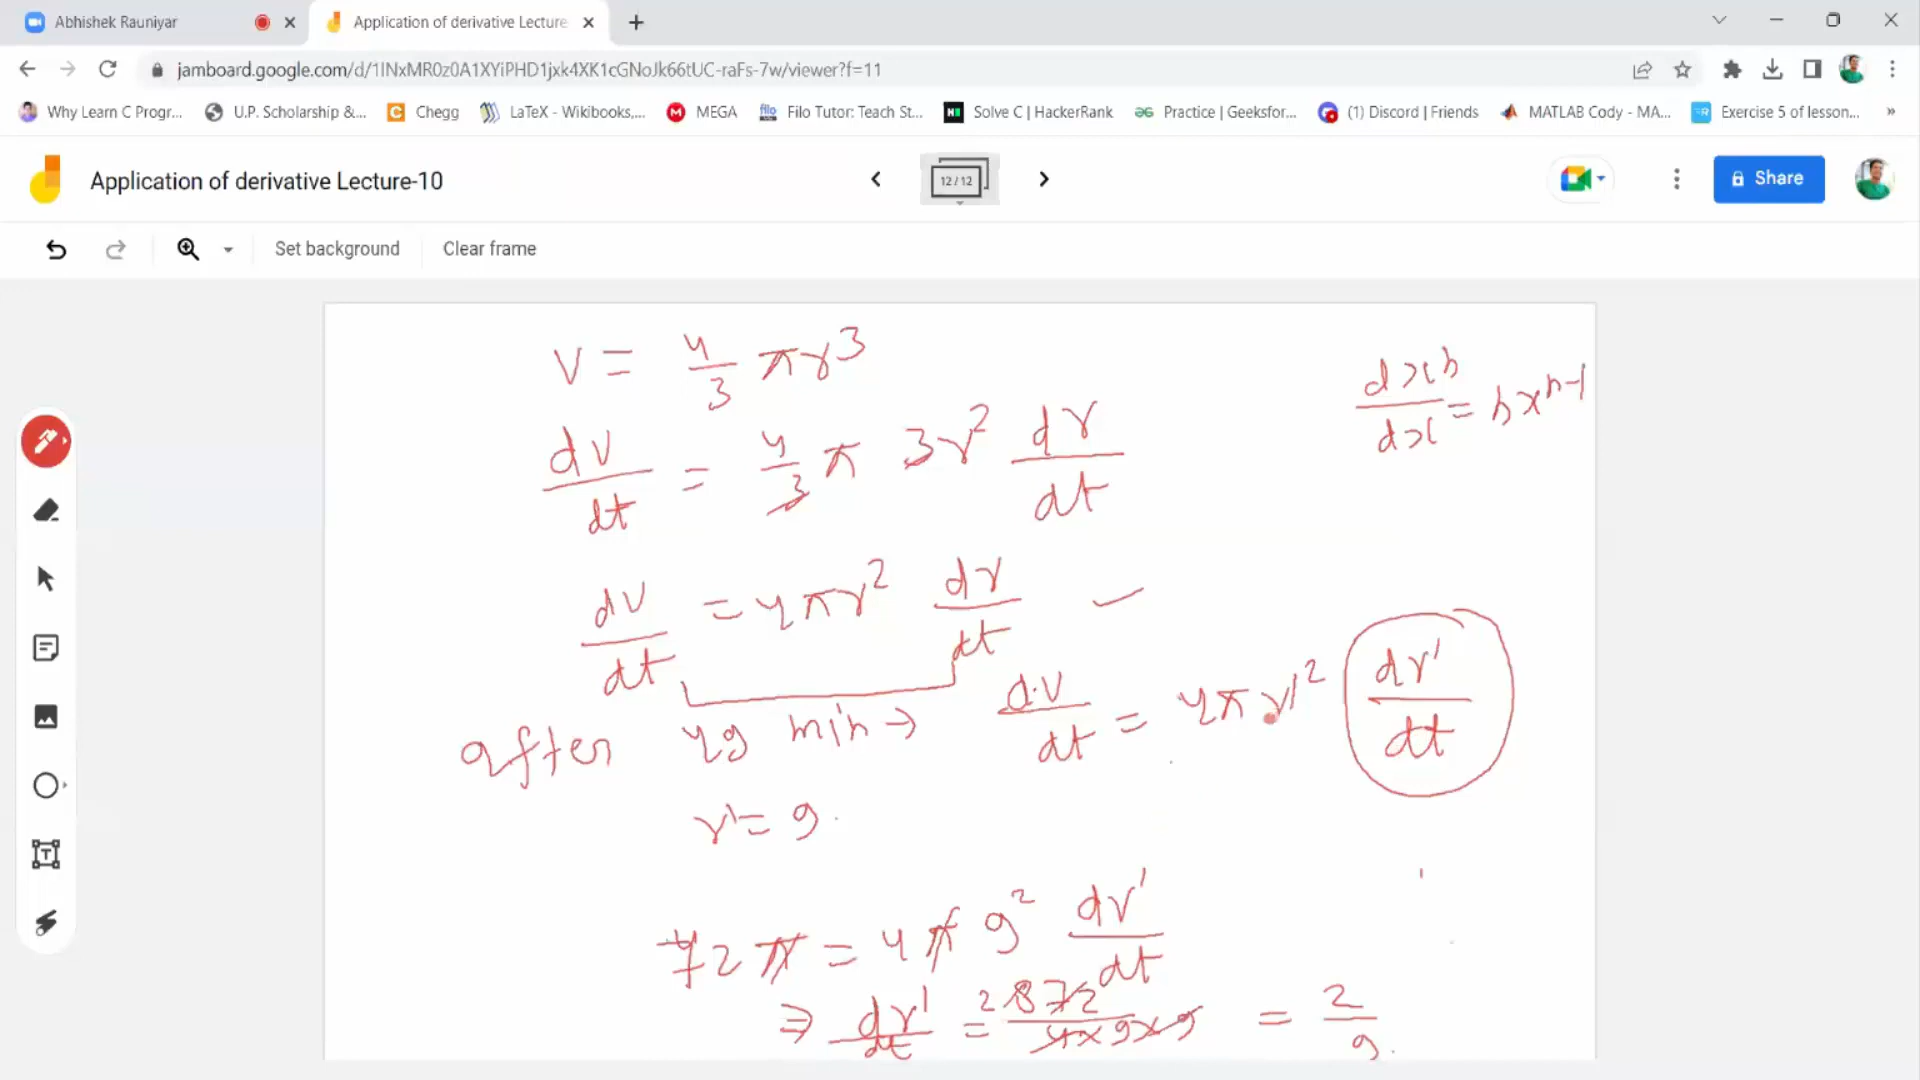 Abhishek Rauniyar
Application of derivative Lecture
jamboard.google.com/d/1INxMR0z0A1XYiPHD1jxk4XK1cGNoJk66tUC-raFs-7w/viewer?f=11
Why Learn C Progr... U.P. Scholarship &... Chegg LaTeX - Wikibooks,... MEGA Filo Tutor: Teach St... Solve C | HackerRank Practice | Geeksfor... (1) Discord | Friends MATLAB Cody - MA... Exercise 5 of lesson... »
Application of derivative Lecture-10
12 / 12
Share
Set background Clear frame
V = 4/3 πr³
dxⁿ/dx = nxⁿ⁻¹
dV/dt = 4/3 π 3r² dr/dt
dV/dt = 4πr² dr/dt
after 49 min → dV/dt = 4πr'² dr'/dt
r' = 9.
72π = 4π 9² dr'/dt
⇒ dr'/dt = 72/4×9×9 = 2/9.